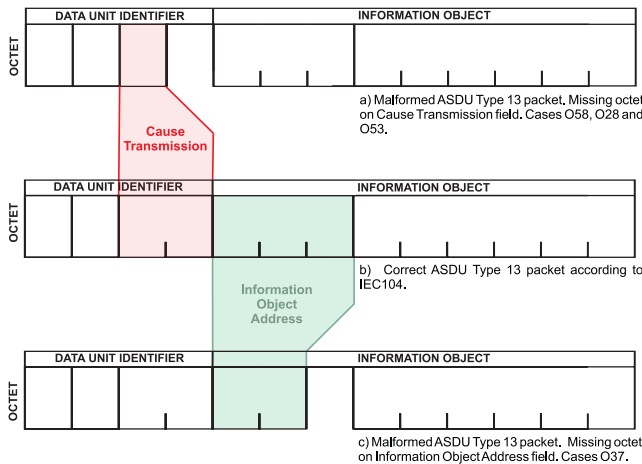 DATA UNIT IDENTIFIER INFORMATION OBJECT
OCTET
a) Malformed ASDU Type 13 packet. Missing octet
on Cause Transmission field. Cases O58, O28 and
O53.
Cause
Transmission
DATA UNIT IDENTIFIER INFORMATION OBJECT
OCTET
b) Correct ASDU Type 13 packet according to
IEC104.
Information
Object
Address
DATA UNIT IDENTIFIER INFORMATION OBJECT
OCTET
c) Malformed ASDU Type 13 packet. Missing octet
on Information Object Address field. Cases O37.